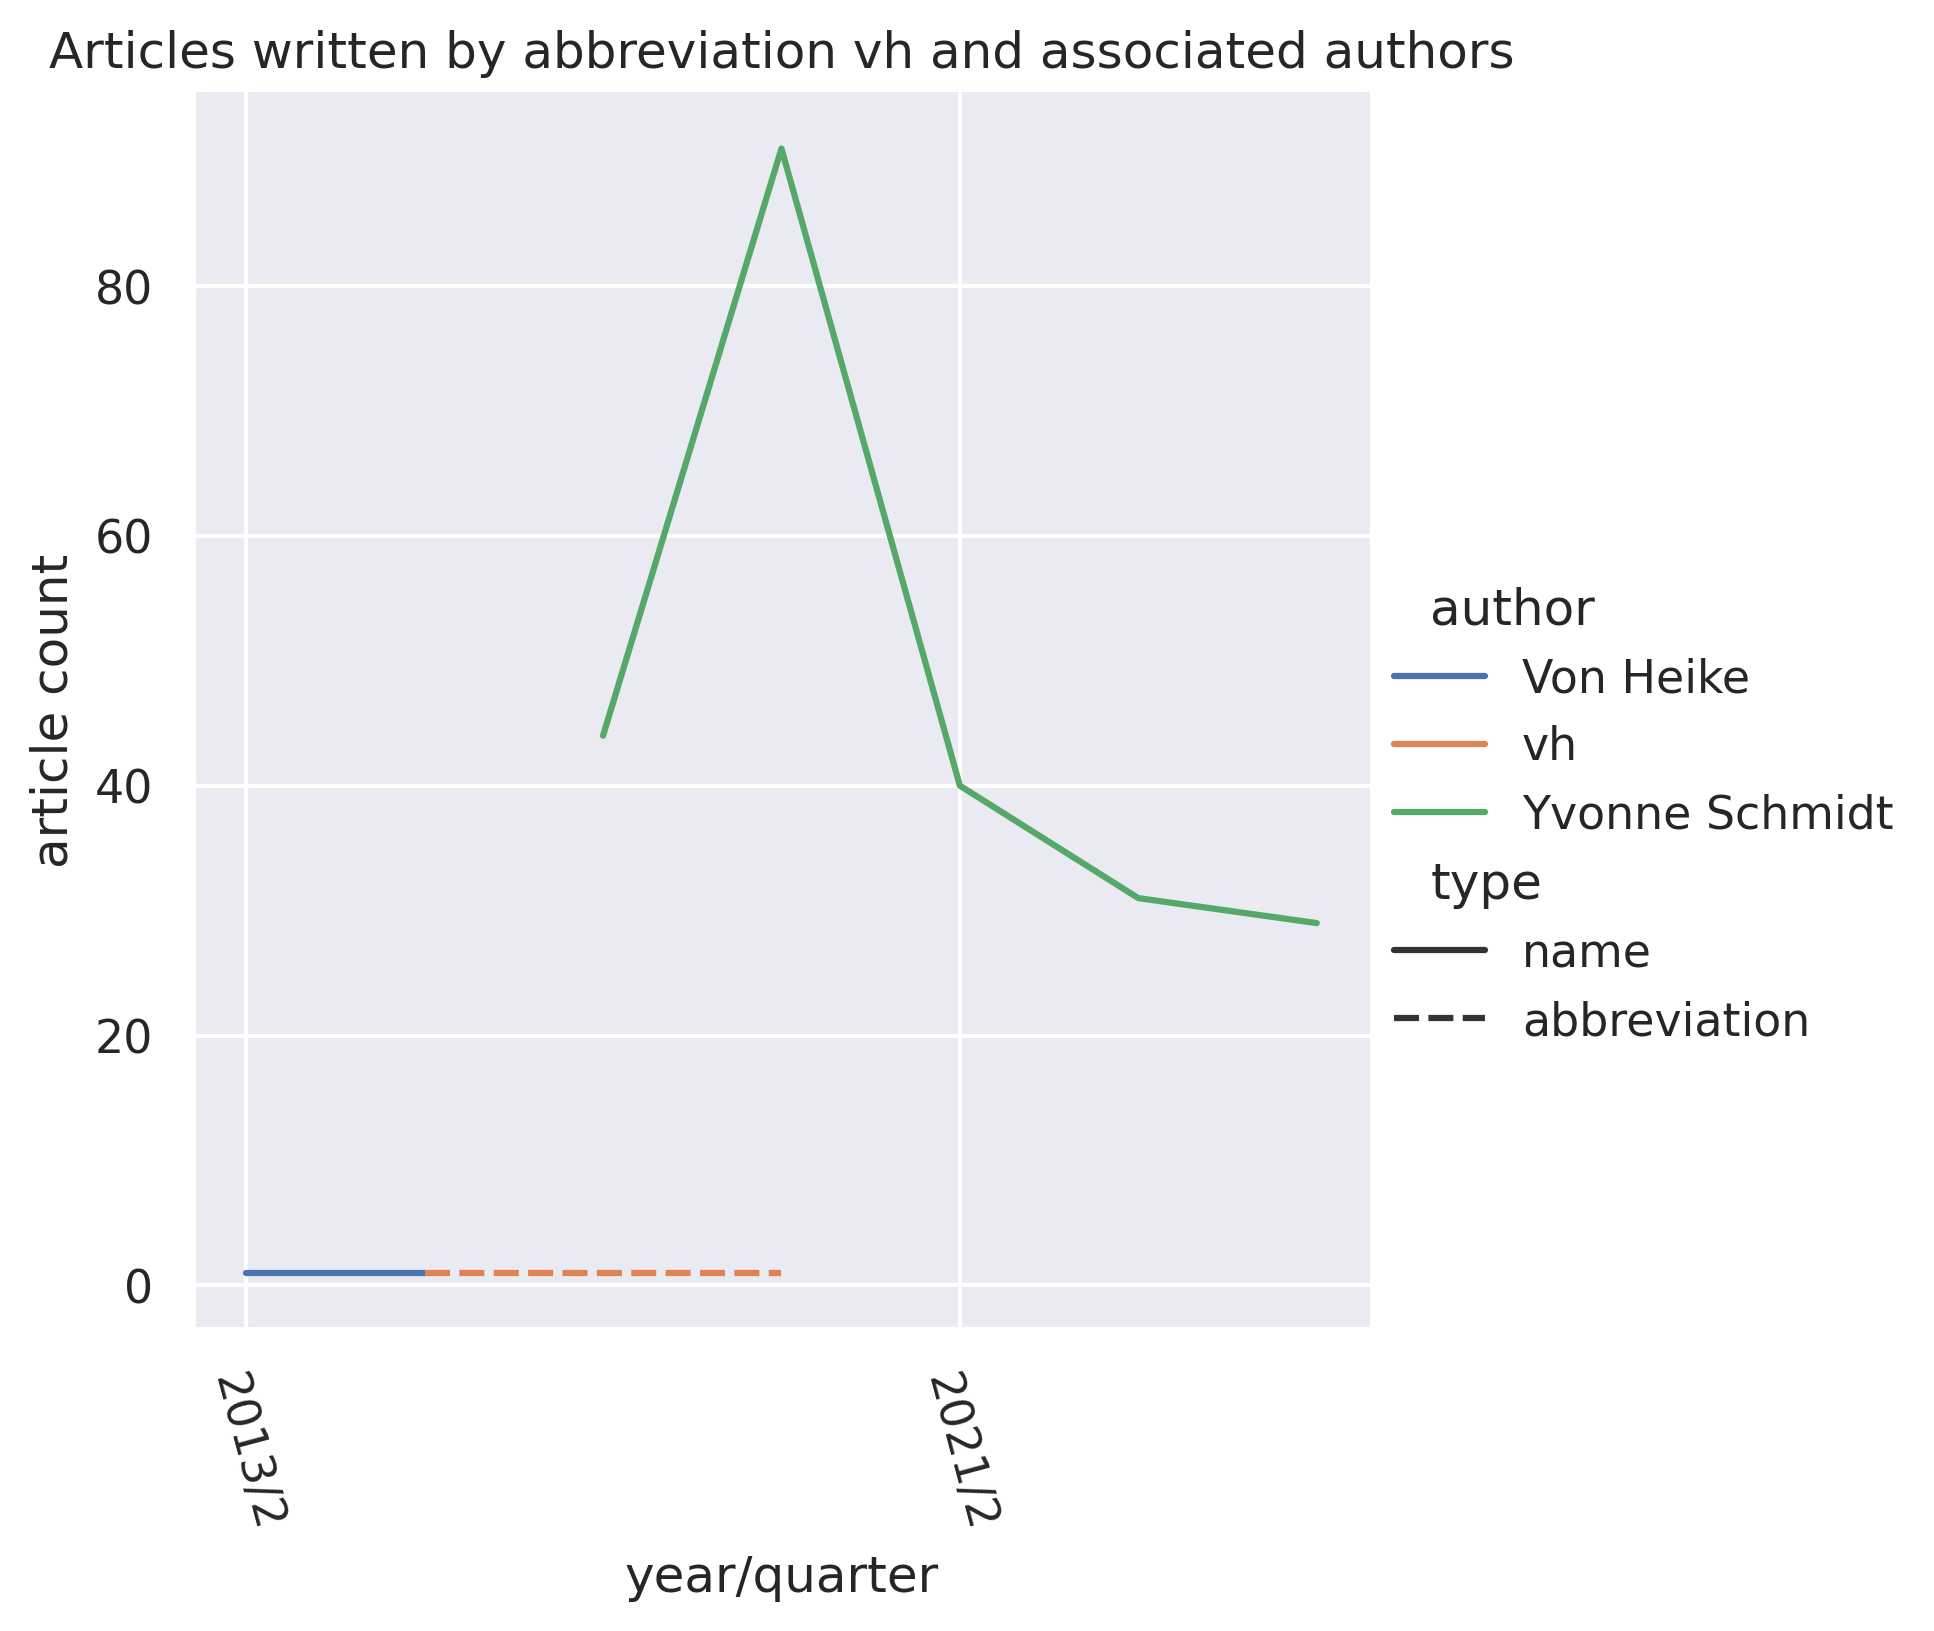 Articles written by abbreviation vh and associated authors
80
60
40
20
0
article count
2013/2
2021/2
year/quarter
author
Von Heike
vh
Yvonne Schmidt
type
name
abbreviation